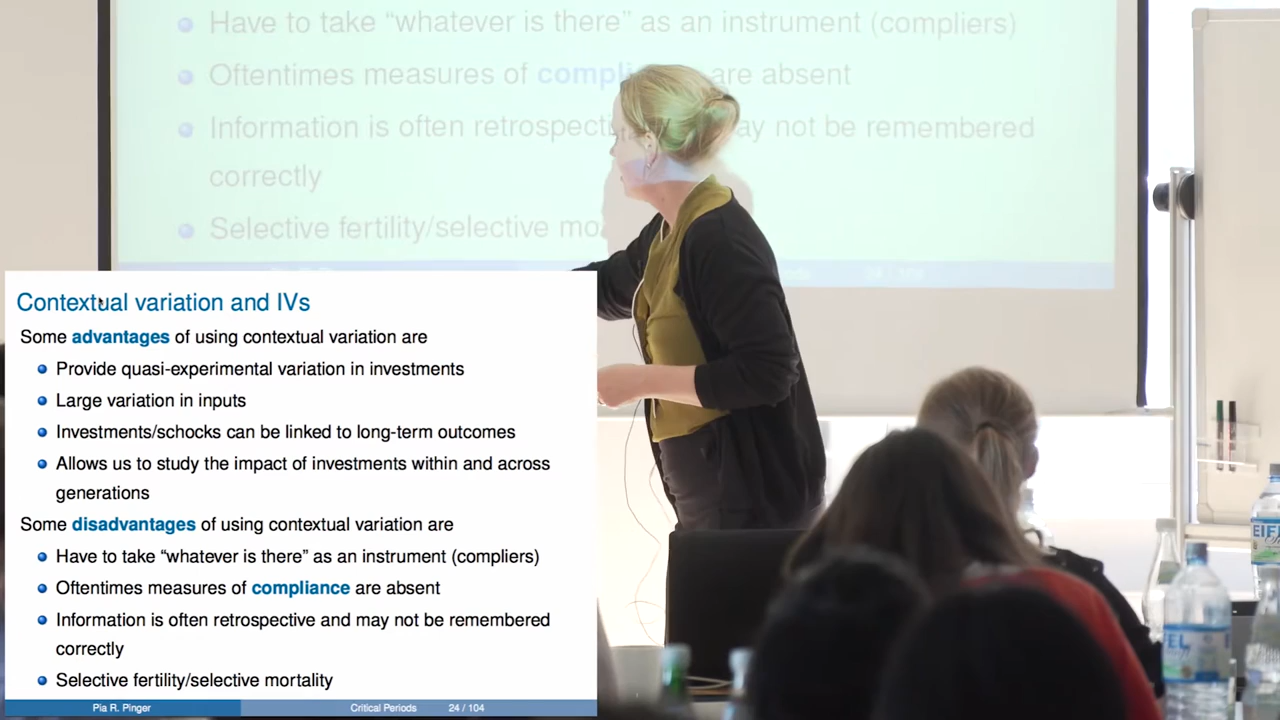 Have to take “whatever is there” as an instrument (compliers)
Oftentimes measures of compli are absent
Information is often retrospect ay not be remembered
correctly
Selective fertility/selective mo
Contextual variation and IVs
Some advantages of using contextual variation are
Provide quasi-experimental variation in investments
Large variation in inputs
Investments/schocks can be linked to long-term outcomes
Allows us to study the impact of investments within and across
generations
Some disadvantages of using contextual variation are
Have to take “whatever is there” as an instrument (compliers)
Oftentimes measures of compliance are absent
Information is often retrospective and may not be remembered
correctly
Selective fertility/selective mortality
Pia R. Pinger Critical Periods 24 / 104
EIFE